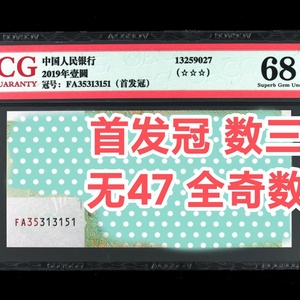 CG
UARANTY
中国人民银行
2019年壹圆
冠号: FA35313151 (首发冠)
13259027
(☆☆☆)
68
Superb Gem Unc
首发冠 数三
无47 全奇数
FA35313151